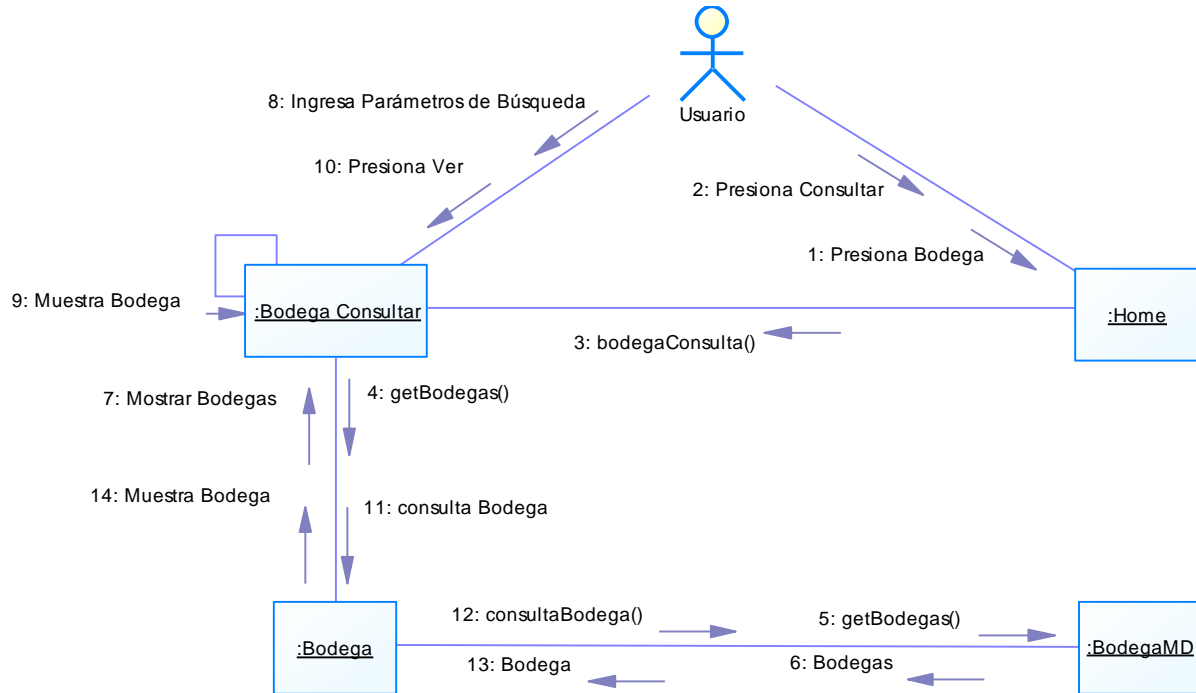 Usuario
8: Ingresa Parámetros de Búsqueda
10: Presiona Ver
2: Presiona Consultar
1: Presiona Bodega
9: Muestra Bodega
:Bodega Consultar
:Home
3: bodegaConsulta()
7: Mostrar Bodegas
4: getBodegas()
14: Muestra Bodega
11: consulta Bodega
12: consultaBodega()
5: getBodegas()
:Bodega
:BodegaMD
13: Bodega
6: Bodegas